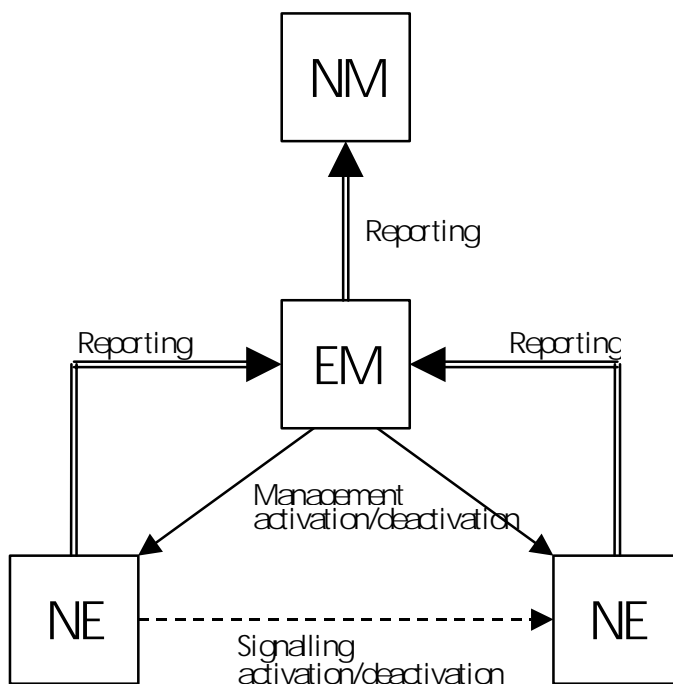 NM
Reporting
Reporting
Reporting
EM
Management
activation/deactivation
NE
NE
Signalling
activation/deactivation